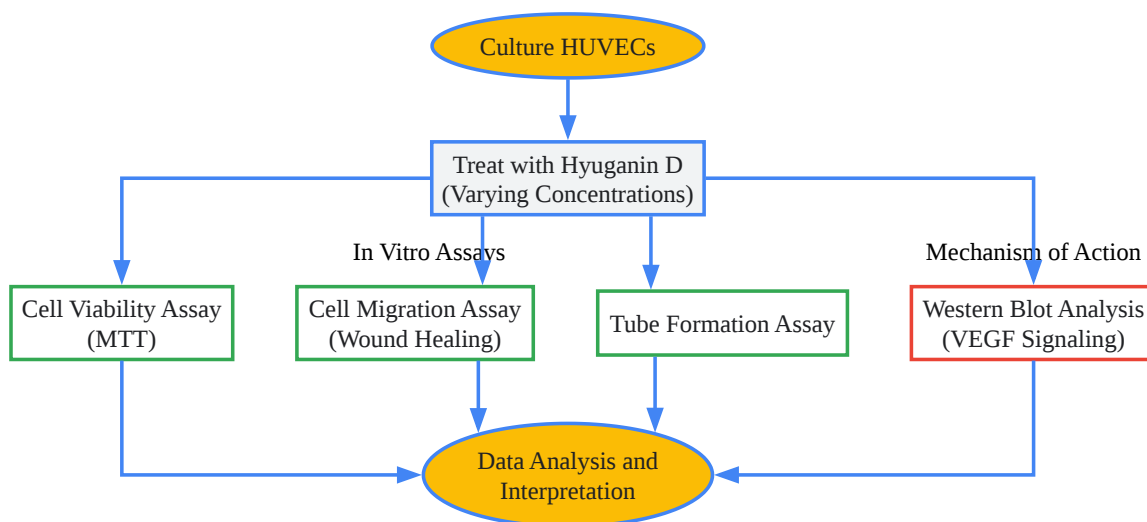 Culture HUVECs
Treat with Hyuganin D
(Varying Concentrations)
In Vitro Assays
Mechanism of Action
Cell Viability Assay
(MTT)
Cell Migration Assay
(Wound Healing)
Tube Formation Assay
Western Blot Analysis
(VEGF Signaling)
Data Analysis and
Interpretation